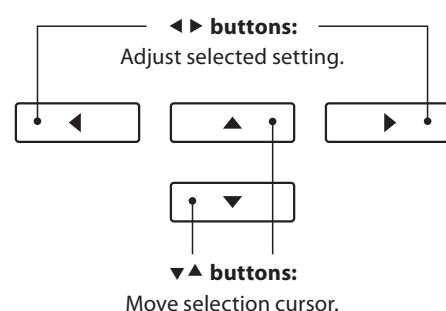 ◀ ▶ buttons:
Adjust selected setting.
◀
▲
▶
▼
▼▲ buttons:
Move selection cursor.